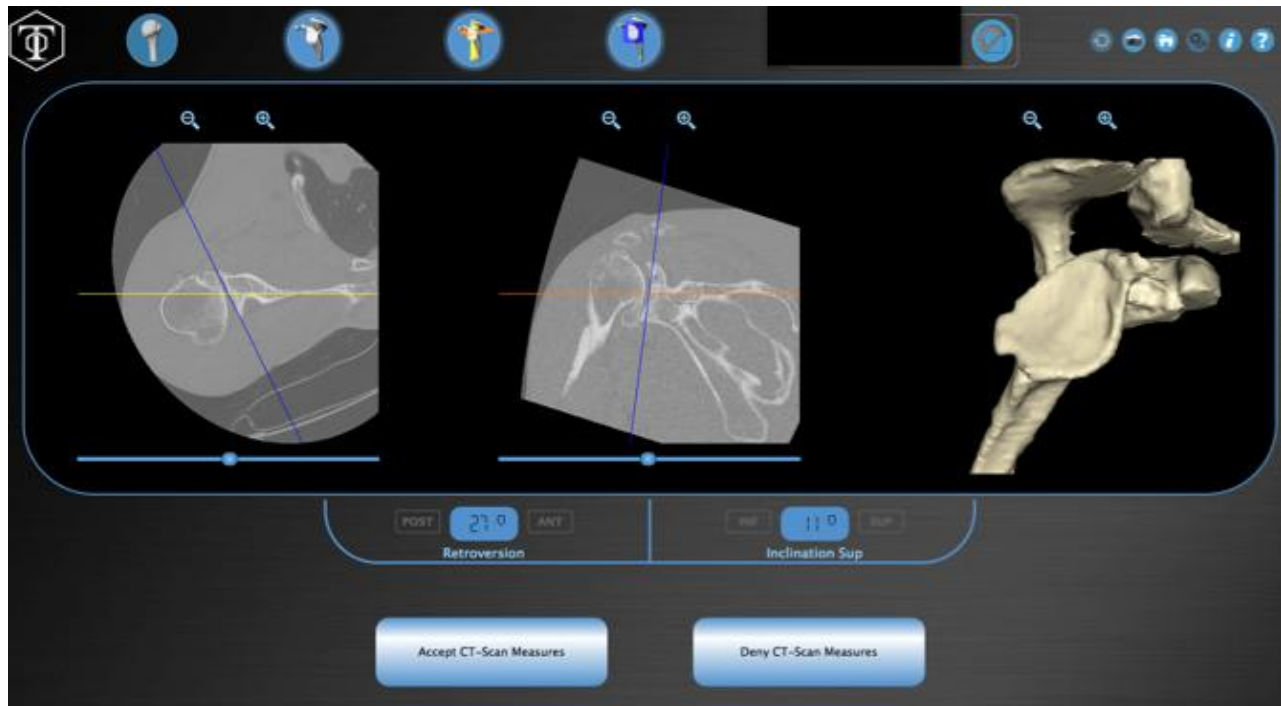 POST 27° ANT
Retroversion
INF 11° SUP
Inclination Sup
Accept CT-Scan Measures
Deny CT-Scan Measures